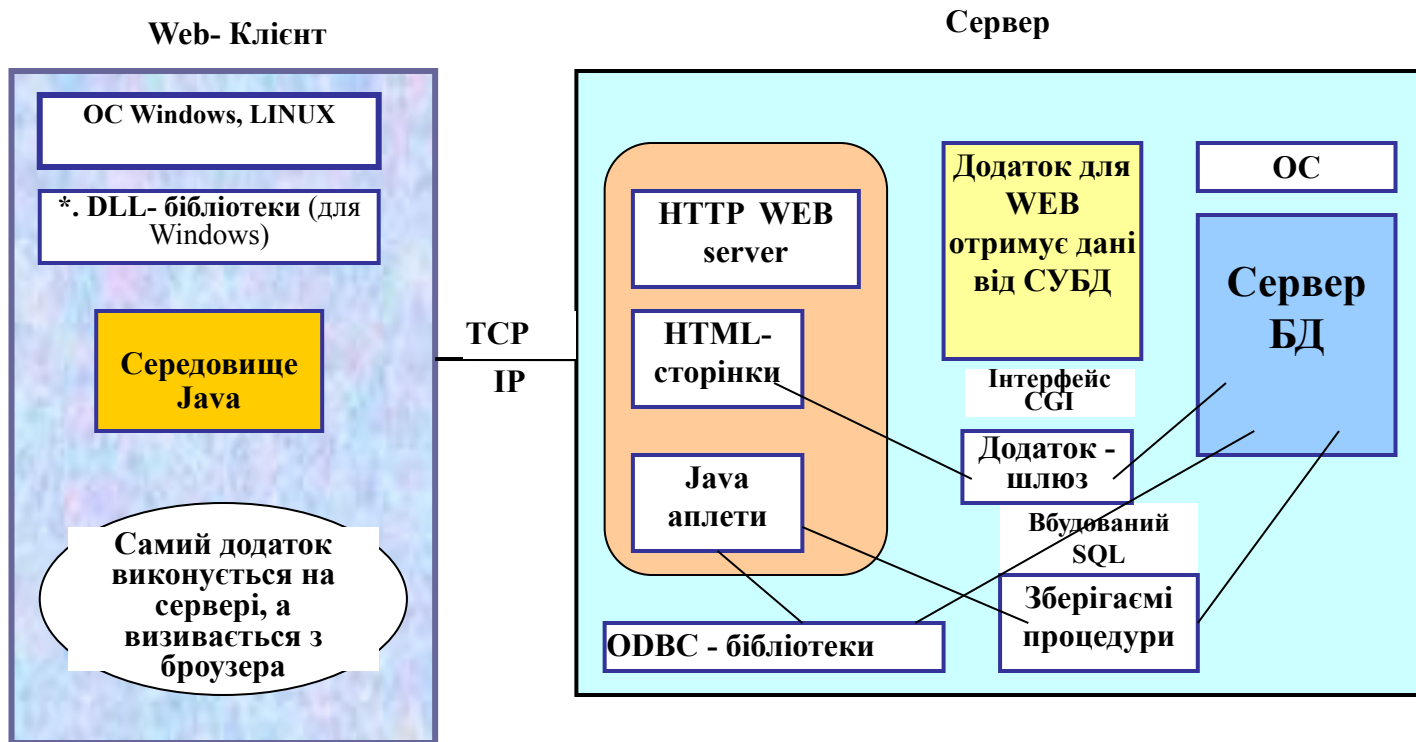 Web- Клієнт
Сервер
ОС Windows, LINUX
*. DLL- бібліотеки (для
Windows)
Середовище
Java
Самий додаток
виконується на
сервері, а
визивається з
броузера
TCP
IP
HTTP WEB
server
HTML-
сторінки
Java
аплети
ODBC - бібліотеки
Додаток для
WEB
отримує дані
від СУБД
Інтерфейс
CGI
Додаток -
шлюз
Вбудований
SQL
Зберігаємі
процедури
ОС
Сервер
БД